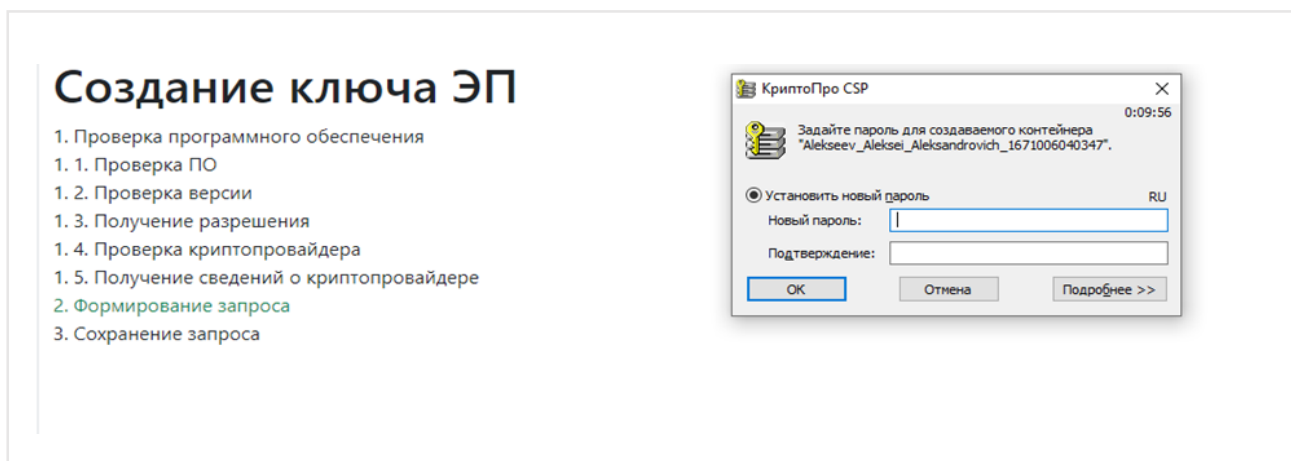 Создание ключа ЭП
1. Проверка программного обеспечения
1. 1. Проверка ПО
1. 2. Проверка версии
1. 3. Получение разрешения
1. 4. Проверка криптопровайдера
1. 5. Получение сведений о криптопровайдере
2. Формирование запроса
3. Сохранение запроса
КриптоПро CSP
0:09:56
Задайте пароль для создаваемого контейнера
"Alekseev_Aleksei_Aleksandrovich_1671006040347".
Установить новый пароль RU
Новый пароль:
Подтверждение:
ОК Отмена Подробнее >>